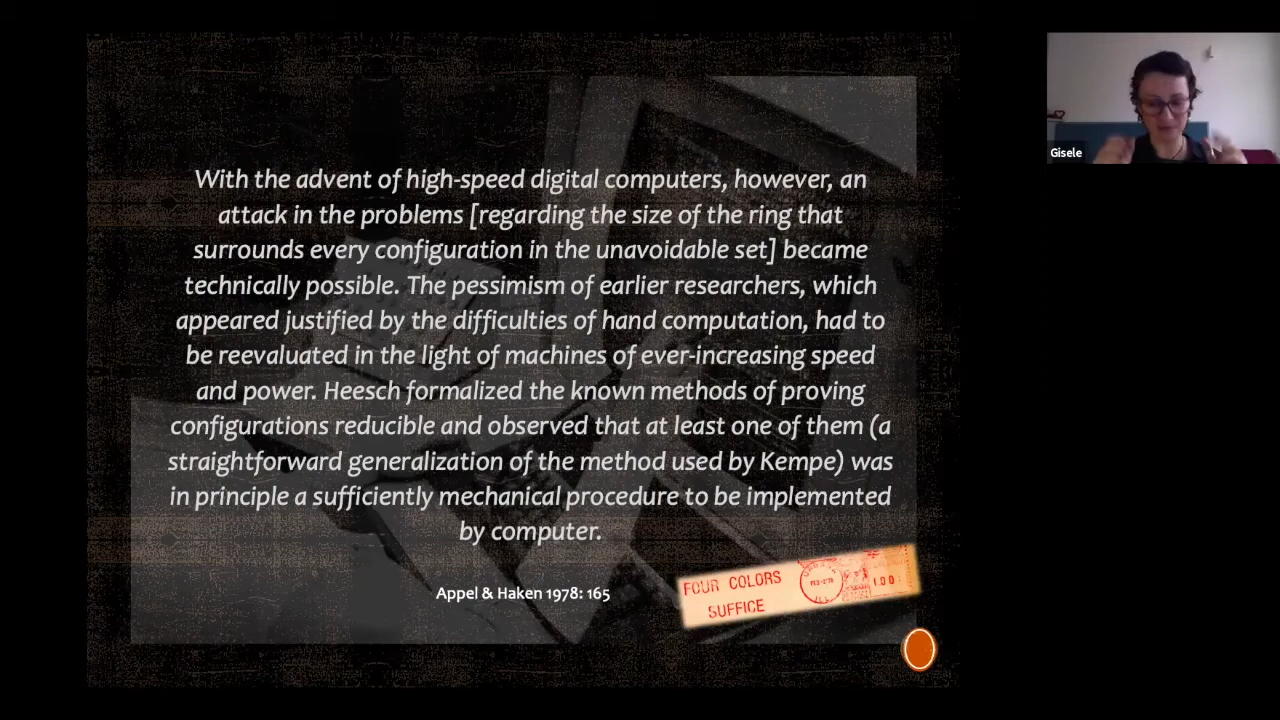 With the advent of high-speed digital computers, however, an
attack in the problems [regarding the size of the ring that
surrounds every configuration in the unavoidable set] became
technically possible. The pessimism of earlier researchers, which
appeared justified by the difficulties of hand computation, had to
be reevaluated in the light of machines of ever-increasing speed
and power. Heesch formalized the known methods of proving
configurations reducible and observed that at least one of them (a
straightforward generalization of the method used by Kempe) was
in principle a sufficiently mechanical procedure to be implemented
by computer.
Appel & Haken 1978: 165
FOUR COLORS
SUFFICE
1.00
Gisele